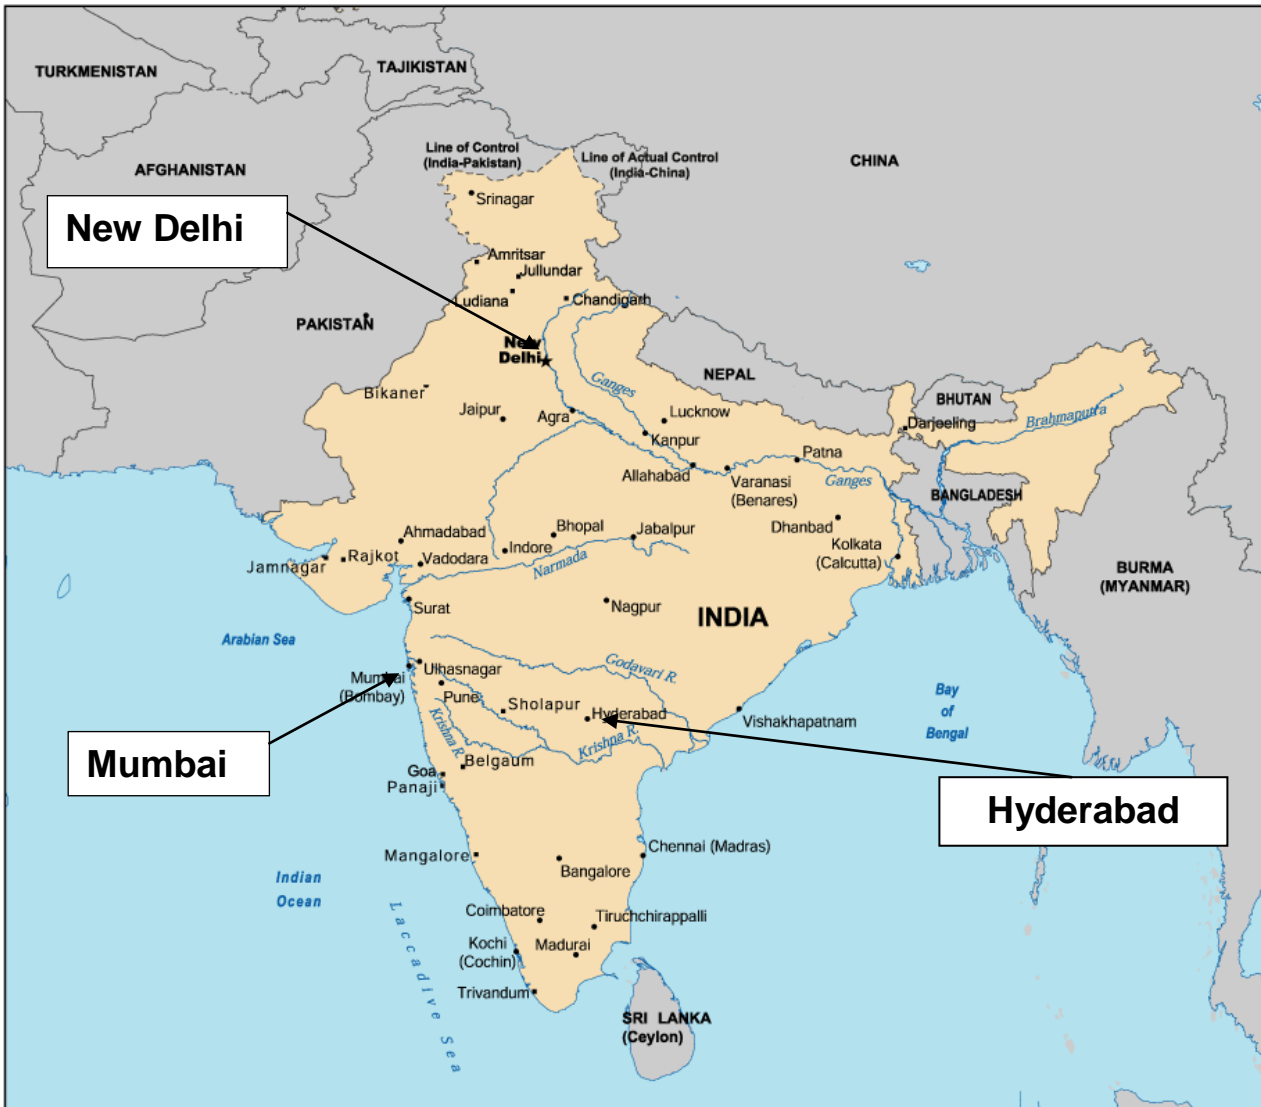 TURKMENISTAN
TAJIKISTAN
AFGHANISTAN
Line of Control
(India-Pakistan)
Line of Actual Control
(India-China)
CHINA
Srinagar
New Delhi
Amritsar
Jullundar
Ludiana
Chandigarh
PAKISTAN
New
Delhi
Bikaner
Jaipur
Agra
Ganges
Lucknow
Kanpur
NEPAL
BHUTAN
Darjeeling
Brahmaputra
Allahabad
Varanasi
(Benares)
Patna
Ganges
BANGLADESH
Ahmadabad
Bhopal
Jabalpur
Dhanbad
Kolkata
(Calcutta)
Jamnagar
Rajkot
Vadodara
Indore
Narmada
BURMA
(MYANMAR)
Surat
Nagpur
INDIA
Arabian Sea
Mumbai
(Bombay)
Ulhasnagar
Pune
Godavari R.
Sholapur
Hyderabad
Krishna R.
Krishna R.
Vishakhapatnam
Bay
of
Bengal
Mumbai
Belgaum
Goa
Panaji
Hyderabad
Mangalore
Bangalore
Chennai (Madras)
Indian
Ocean
Laccadive Sea
Coimbatore
Tiruchchirappalli
Kochi
(Cochin)
Madurai
Trivandum
SRI LANKA
(Ceylon)